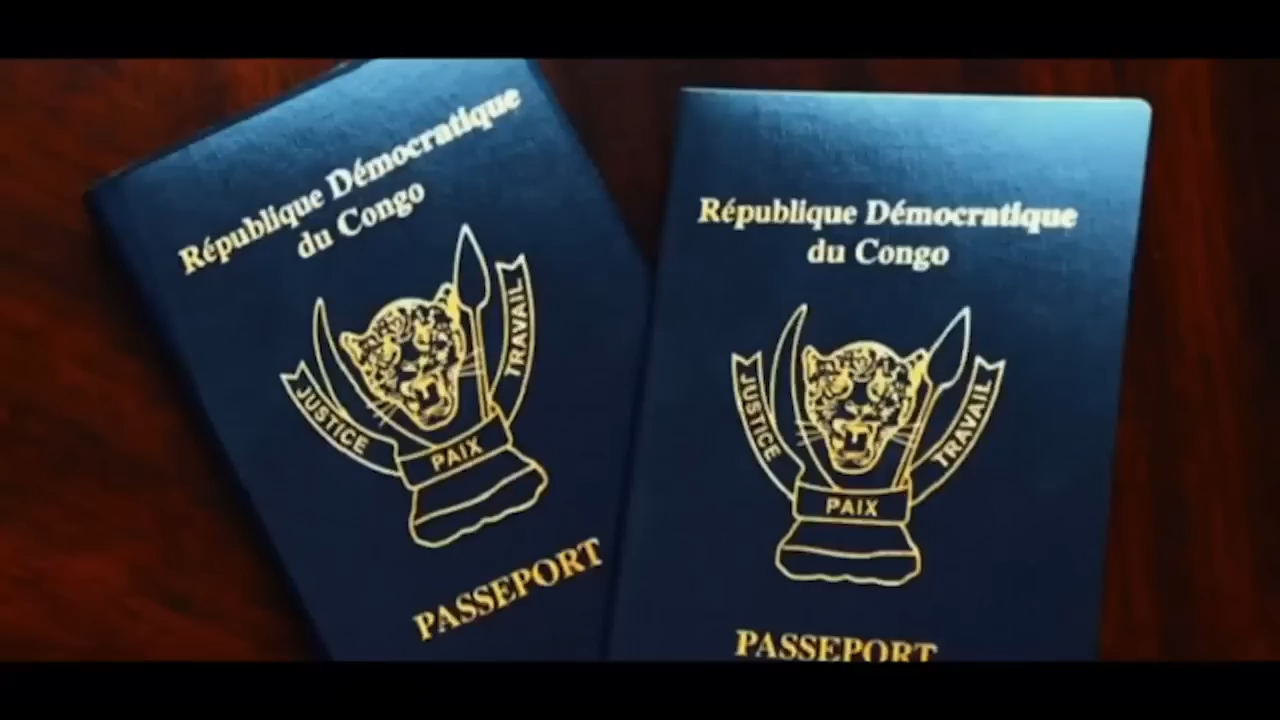 République Démocratique
du Congo
JUSTICE
PAIX
TRAVAIL
PASSEPORT
République Démocratique
du Congo
JUSTICE
PAIX
TRAVAIL
PASSEPORT